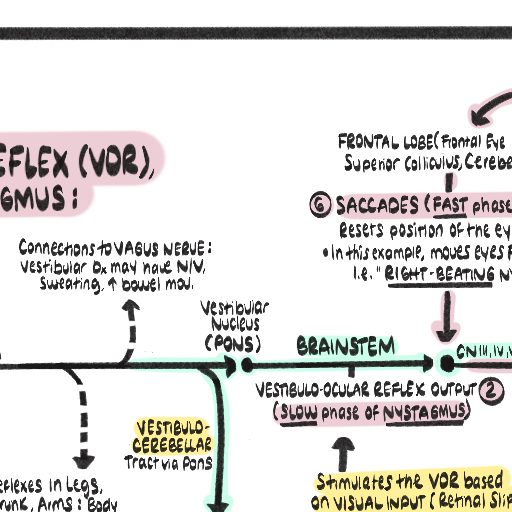 EFLEX (VOR),
GMUS:
Connections to VAGUS NERVE:
Vestibular Dx may have N/V,
Sweating, ↑ bowel mov.
FRONTAL LOBE (Frontal Eye
Superior Colliculus, Cerebe
⑥ SACCADES (FAST phase
Resets position of the ey
• In this example, moves eyes R
I.e. "RIGHT-BEATING NY
Vestibular
Nucleus
(PONS)
BRAINSTEM
CN III, IV, V
VESTIBULO-OCULAR REFLEX OUTPUT ②
(SLOW phase of NYSTAGMUS)
VESTIBULO-
CEREBELLAR
Tract via Pons
eflexes in Legs,
runk, Arms: Body
Stimulates the VOR based
on VISUAL INPUT (Retinal Slip